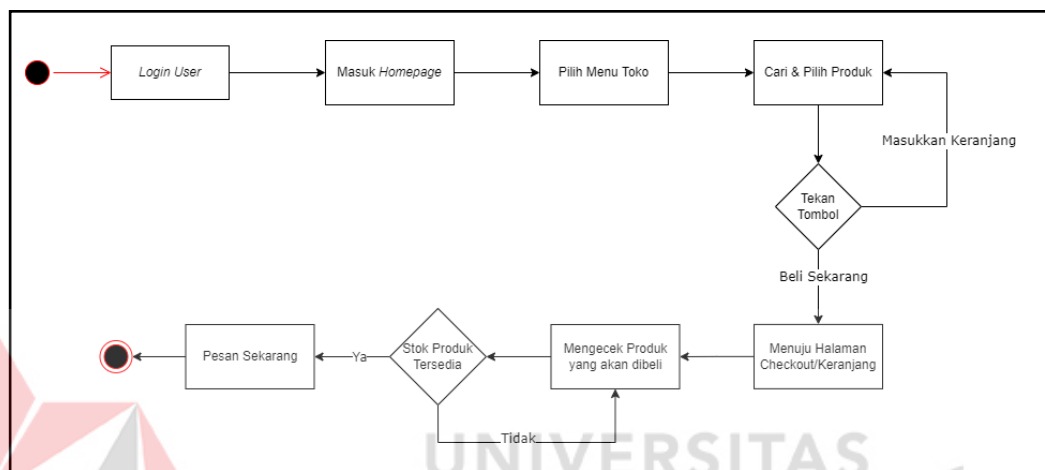 Login User
Masuk Homepage
Pilih Menu Toko
Cari & Pilih Produk
Masukkan Keranjang
Tekan
Tombol
Beli Sekarang
Menuju Halaman
Checkout/Keranjang
Mengecek Produk
yang akan dibeli
Stok Produk
Tersedia
Ya
Tidak
Pesan Sekarang
UNIVERSITAS